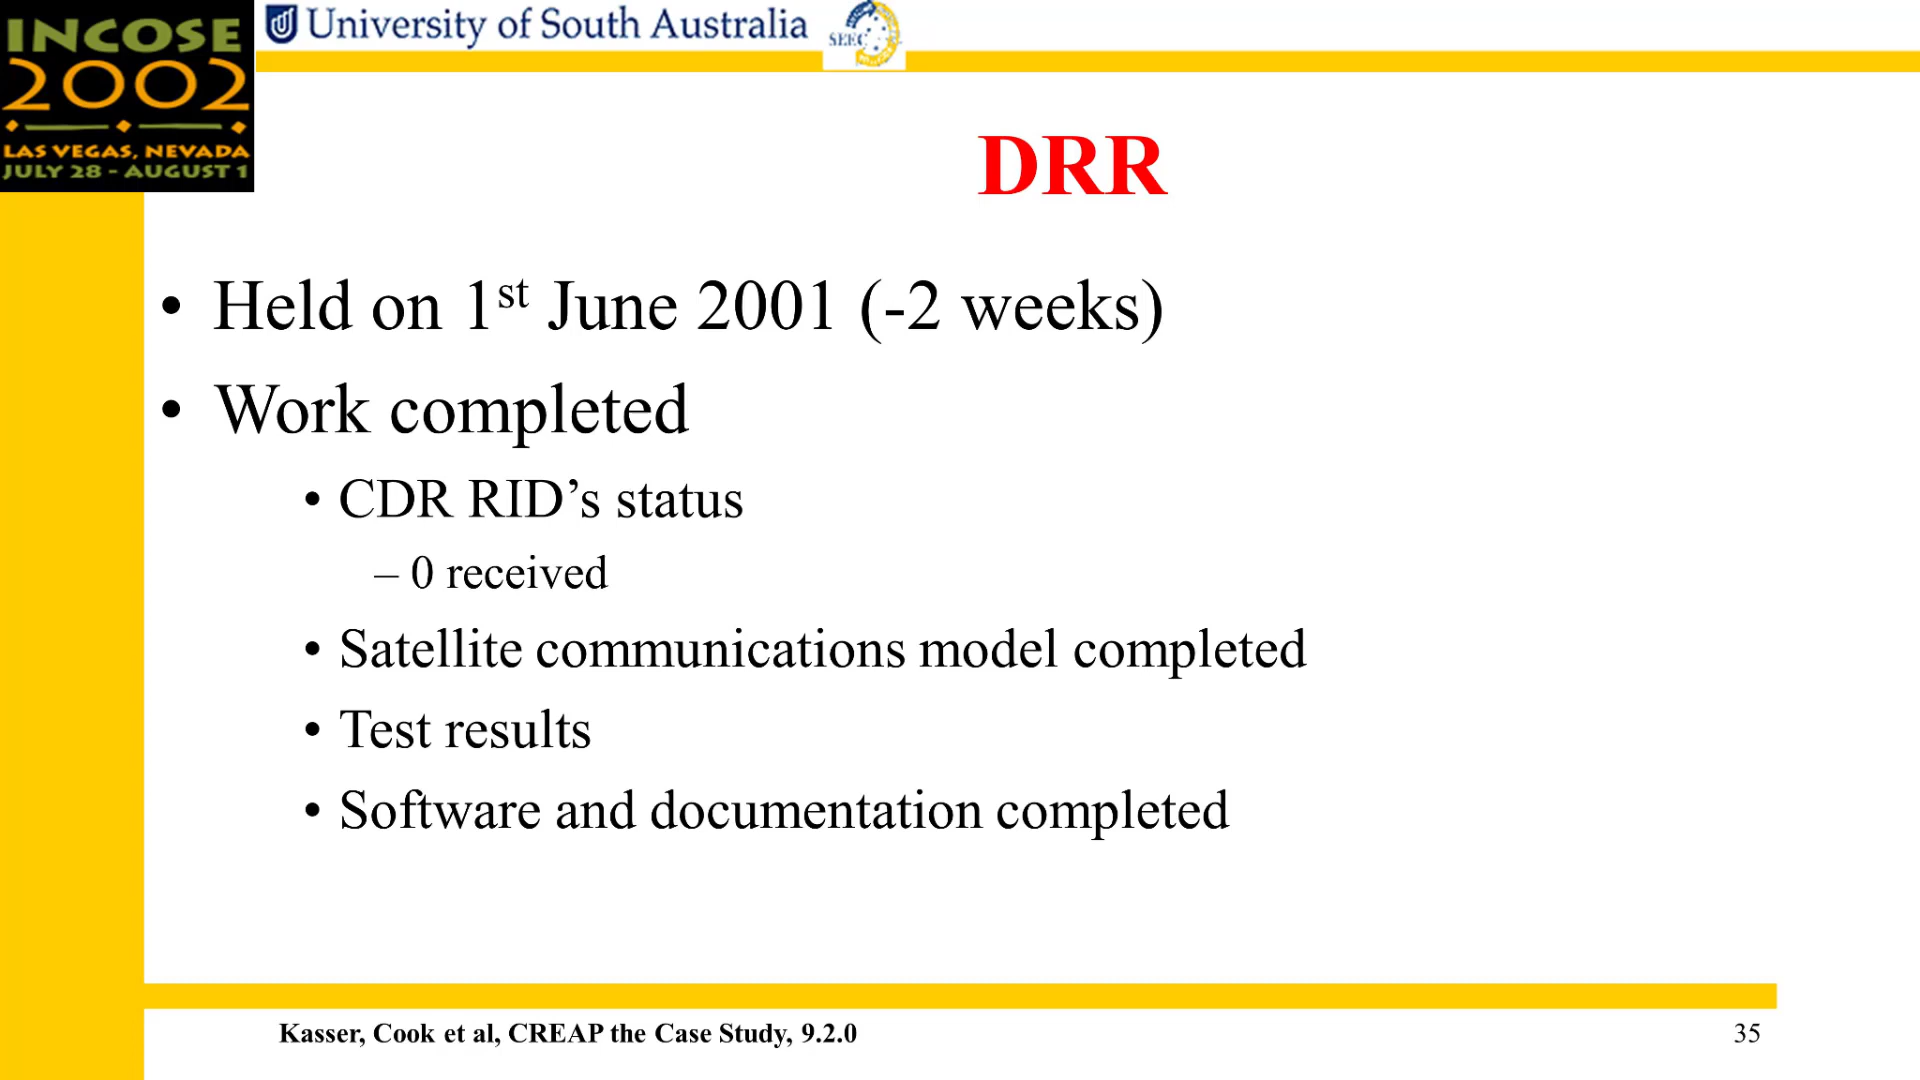 INCOSE
2002
LAS VEGAS, NEVADA
JULY 28 - AUGUST 1
University of South Australia
SEEC
DRR
• Held on 1st June 2001 (-2 weeks)
• Work completed
• CDR RID’s status
– 0 received
• Satellite communications model completed
• Test results
• Software and documentation completed
Kasser, Cook et al, CREAP the Case Study, 9.2.0
35